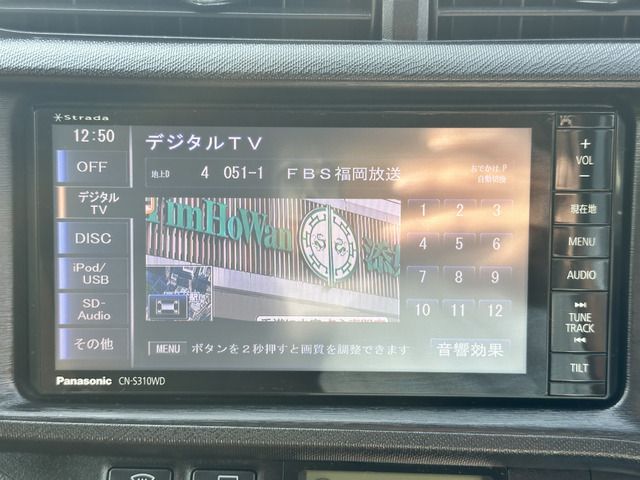 Strada
12:50
デジタルTV
OFF
地上D 4 051-1 FBS福岡放送
おでかけ P
自動切換
デジタル
TV
DISC
iPod/
USB
SD-
Audio
その他
imHoWan
添
1 2 3
4 5 6
7 8 9
10 11 12
MENU ボタンを2秒押すと画質を調整できます
音響効果
Panasonic CN-S310WD
+
VOL
−
現在地
MENU
AUDIO
TUNE
TRACK
TILT